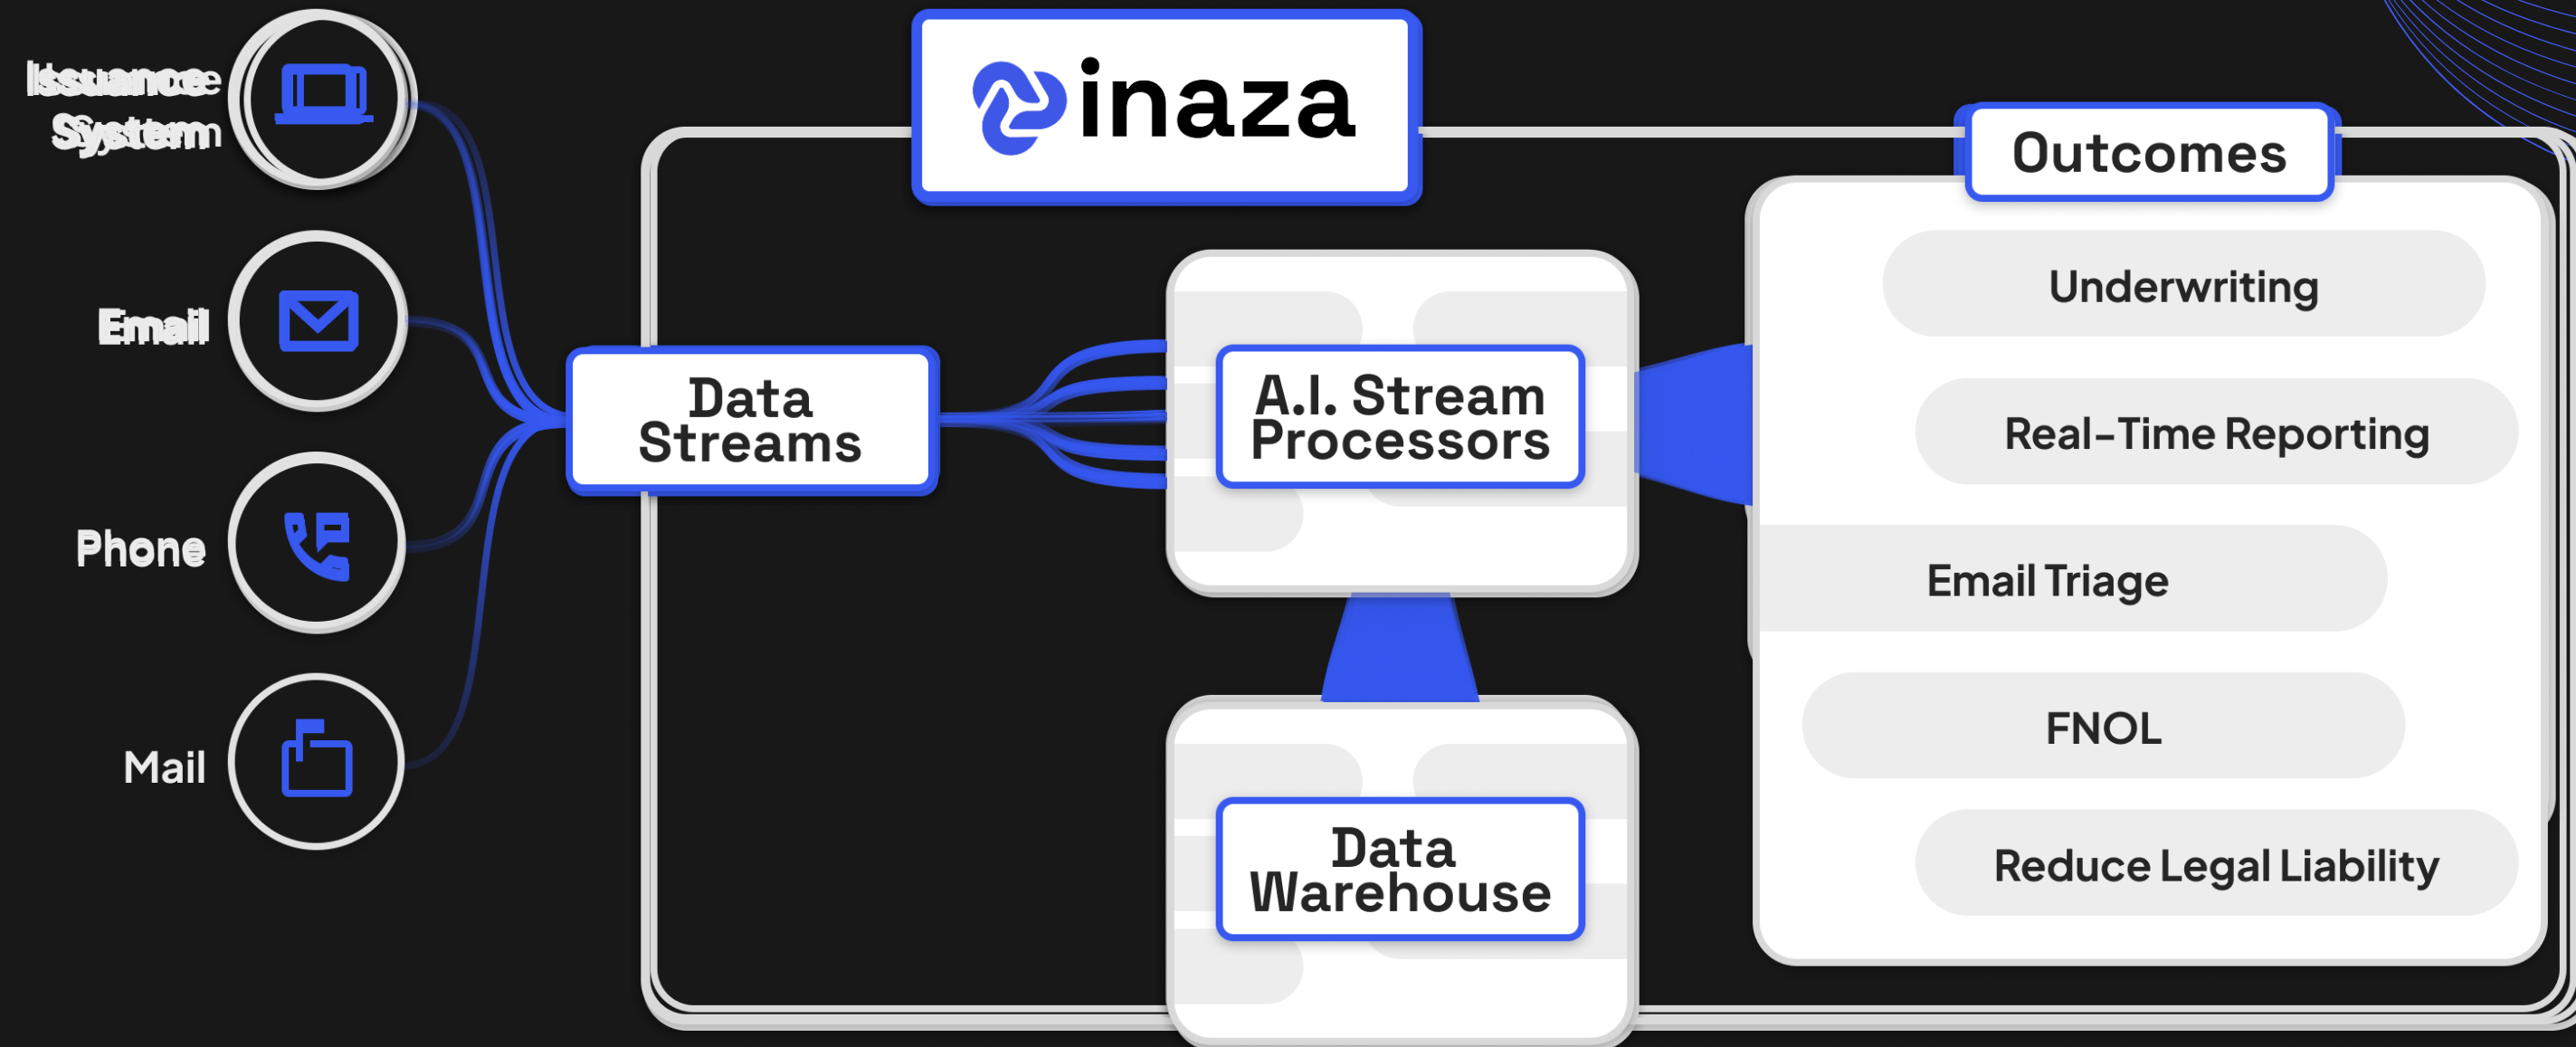 Issuance
System
Email
Phone
Mail
inaza
Data
Streams
A.I. Stream
Processors
Data
Warehouse
Outcomes
Underwriting
Real-Time Reporting
Email Triage
FNOL
Reduce Legal Liability